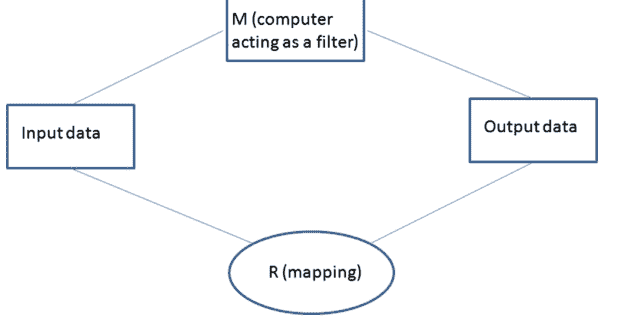 M (computer
acting as a filter)
Input data
Output data
R (mapping)